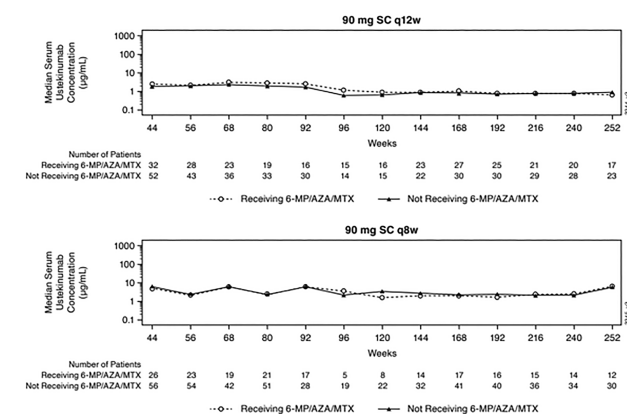 90 mg SC q12w
Median Serum
Ustekinumab
Concentration
(µg/mL)
1000
100
10
1
0.1
44 56 68 80 92 96 120 144 168 192 216 240 252
Weeks
Number of Patients
Receiving 6-MP/AZA/MTX 32 28 23 19 16 15 16 23 27 25 21 20 17
Not Receiving 6-MP/AZA/MTX 52 43 36 33 30 14 15 22 30 30 29 28 23
Receiving 6-MP/AZA/MTX Not Receiving 6-MP/AZA/MTX
90 mg SC q8w
Median Serum
Ustekinumab
Concentration
(µg/mL)
1000
100
10
1
0.1
44 56 68 80 92 96 120 144 168 192 216 240 252
Weeks
Number of Patients
Receiving 6-MP/AZA/MTX 26 23 19 21 17 5 8 14 17 16 15 14 12
Not Receiving 6-MP/AZA/MTX 56 54 42 51 28 19 22 32 41 40 36 34 30
Receiving 6-MP/AZA/MTX Not Receiving 6-MP/AZA/MTX